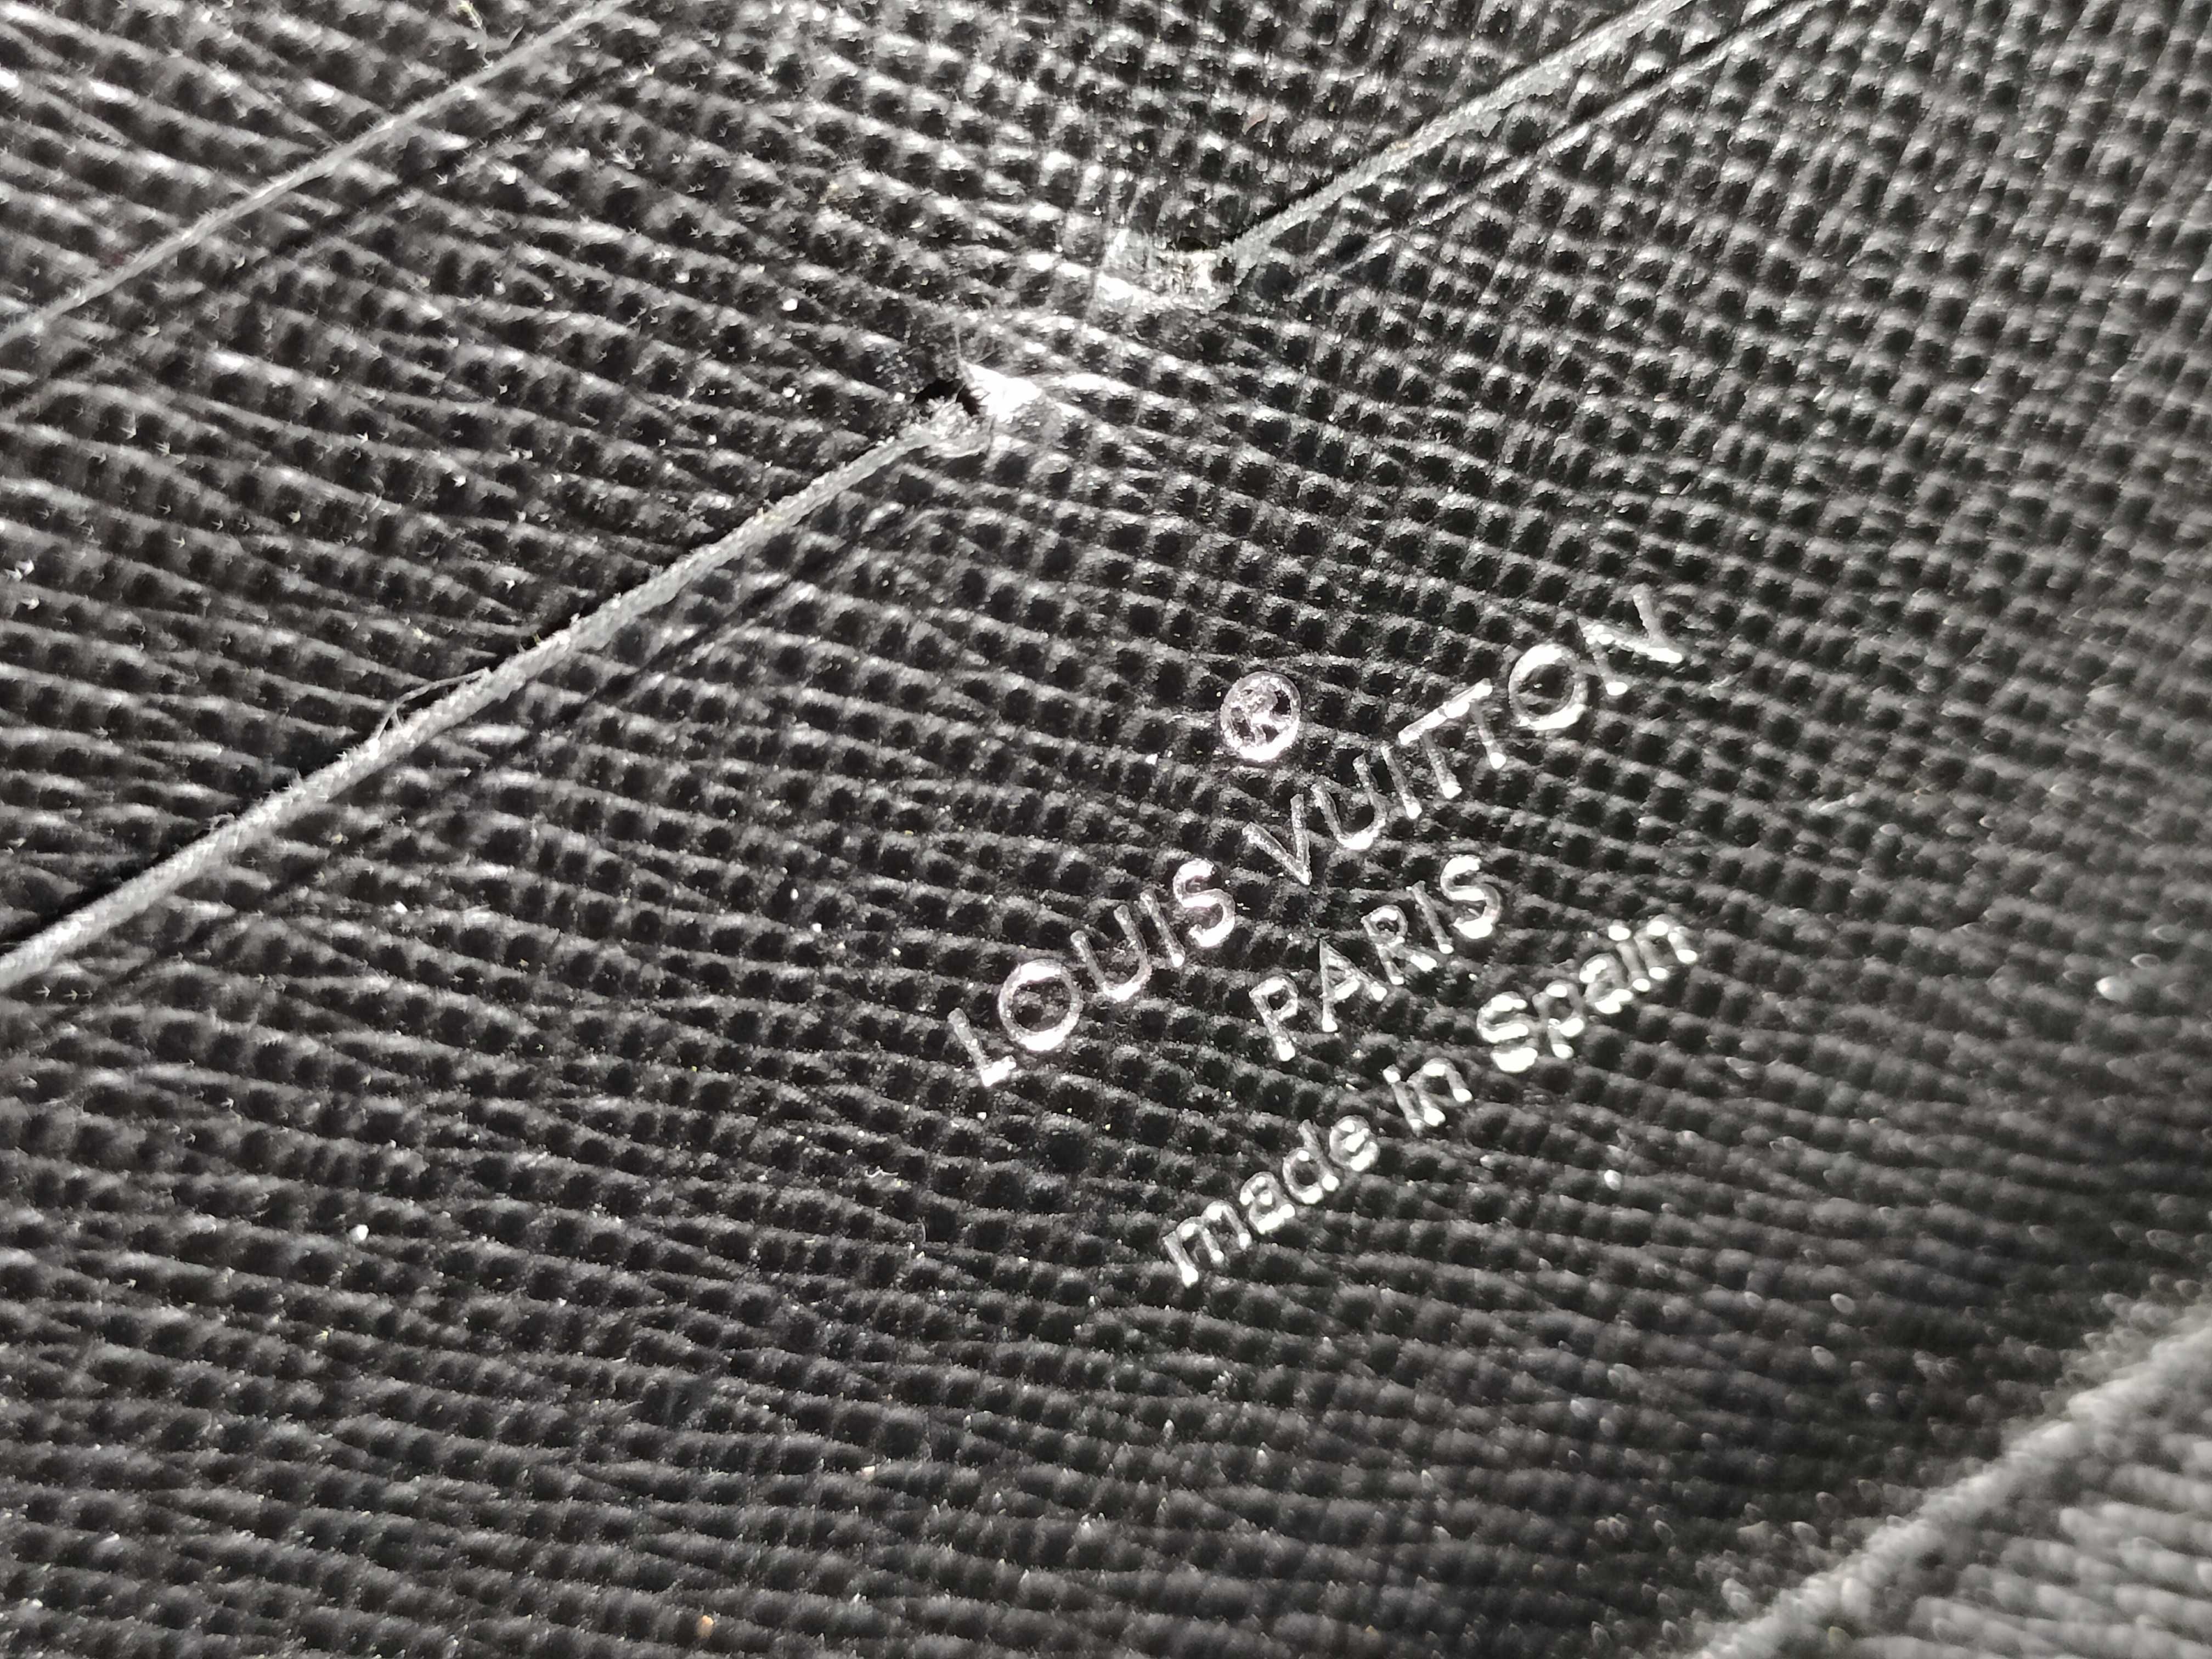 ®
LOUIS VUITTON
PARIS
made in Spain